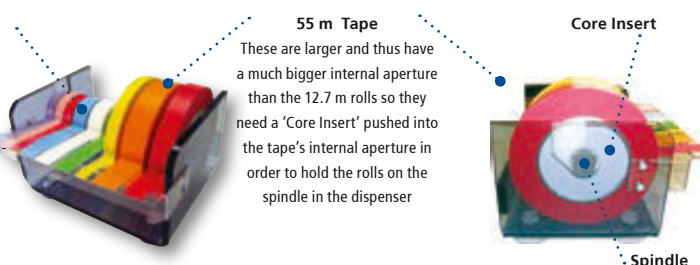 55 m Tape
These are larger and thus have
a much bigger internal aperture
than the 12.7 m rolls so they
need a 'Core Insert' pushed into
the tape's internal aperture in
order to hold the rolls on the
spindle in the dispenser
Core Insert
Spindle